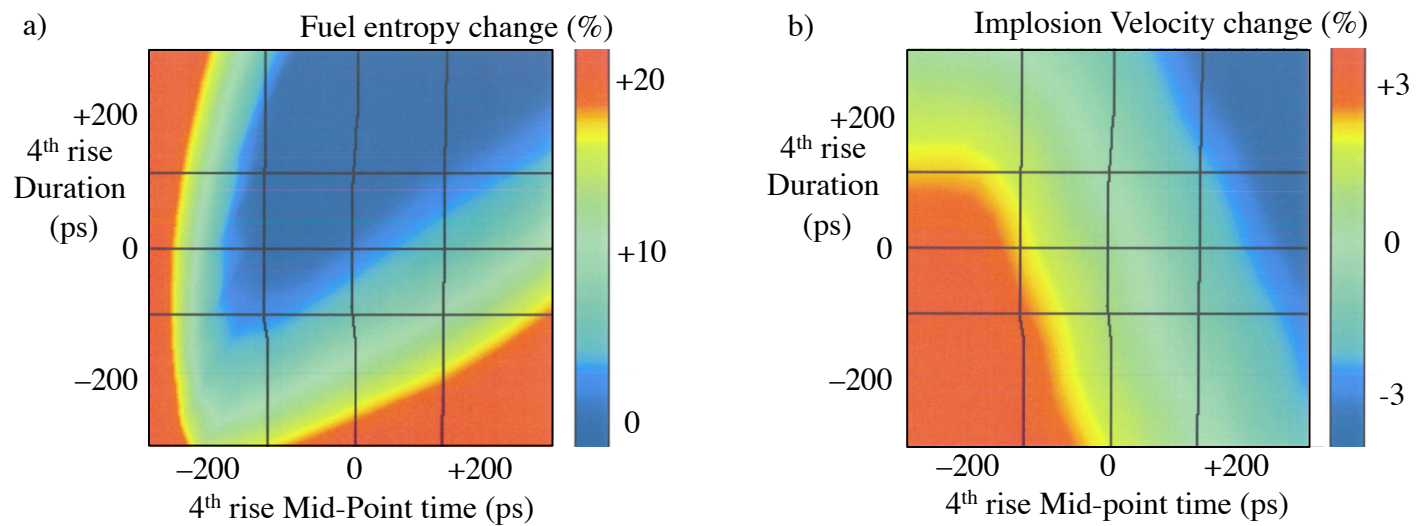 a)
Fuel entropy change (%)
+20
+10
0
+200
4th rise
Duration
(ps)
0
–200
–200 0 +200
4th rise Mid-Point time (ps)
b)
Implosion Velocity change (%)
+3
0
-3
+200
4th rise
Duration
(ps)
0
–200
–200 0 +200
4th rise Mid-point time (ps)